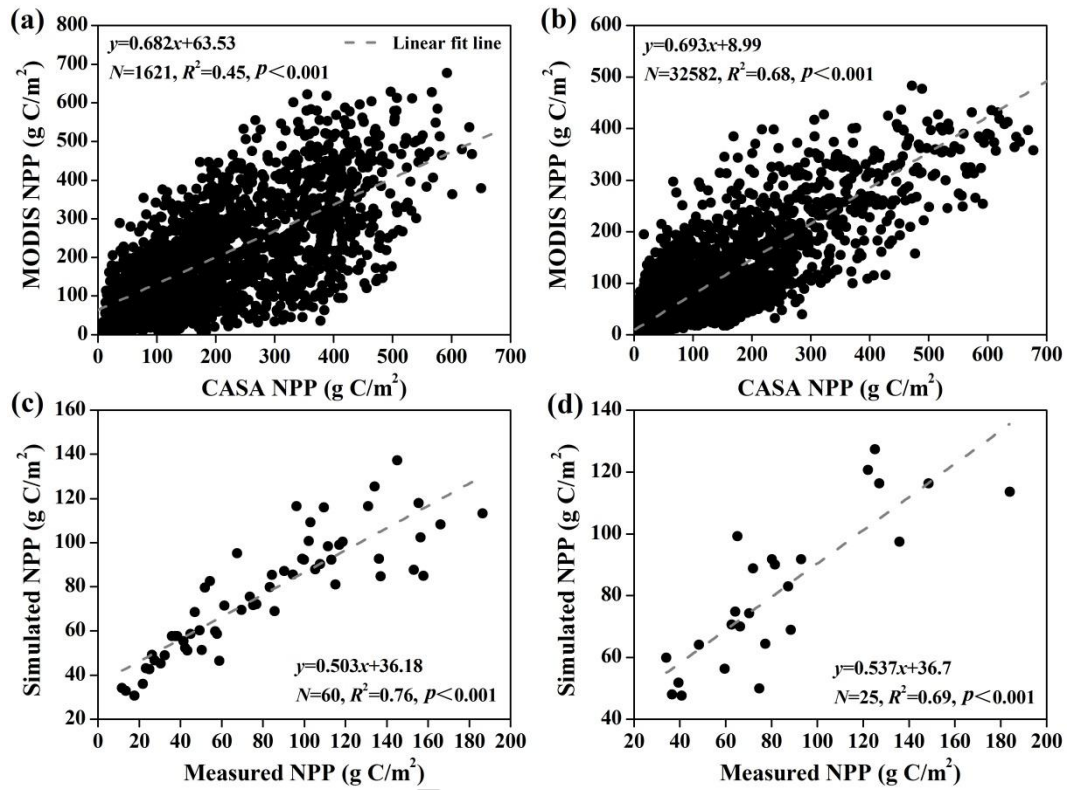 (a)
800
700
600
500
400
300
200
100
0
MODIS NPP (g C/m²)
y=0.682x+63.53
N=1621, R²=0.45, p<0.001
Linear fit line
0 100 200 300 400 500 600 700
CASA NPP (g C/m²)
(b)
600
500
400
300
200
100
0
MODIS NPP (g C/m²)
y=0.693x+8.99
N=32582, R²=0.68, p<0.001
0 100 200 300 400 500 600 700
CASA NPP (g C/m²)
(c)
160
140
120
100
80
60
40
20
Simulated NPP (g C/m²)
y=0.503x+36.18
N=60, R²=0.76, p<0.001
0 20 40 60 80 100 120 140 160 180 200
Measured NPP (g C/m²)
(d)
140
120
100
80
60
40
Simulated NPP (g C/m²)
y=0.537x+36.7
N=25, R²=0.69, p<0.001
20 40 60 80 100 120 140 160 180 200
Measured NPP (g C/m²)